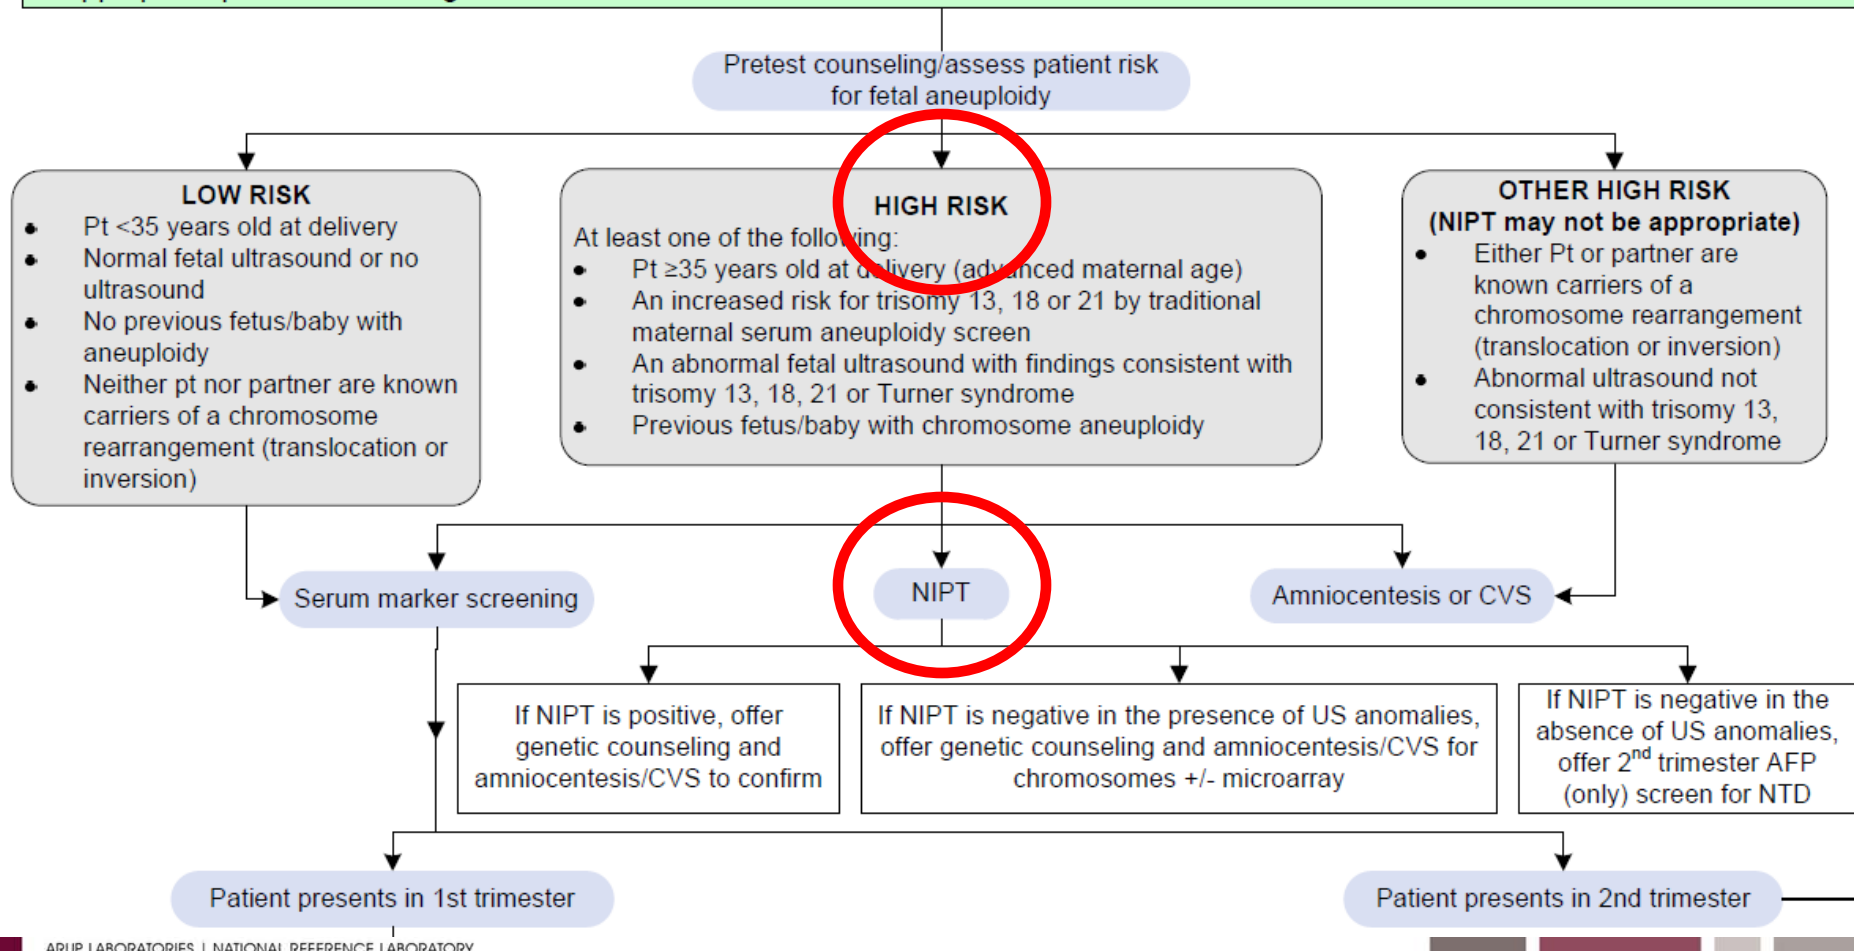 Pretest counseling/assess patient risk
for fetal aneuploidy
LOW RISK
Pt <35 years old at delivery
Normal fetal ultrasound or no
ultrasound
No previous fetus/baby with
aneuploidy
Neither pt nor partner are known
carriers of a chromosome
rearrangement (translocation or
inversion)
HIGH RISK
At least one of the following:
Pt ≥35 years old at delivery (advanced maternal age)
An increased risk for trisomy 13, 18 or 21 by traditional
maternal serum aneuploidy screen
An abnormal fetal ultrasound with findings consistent with
trisomy 13, 18, 21 or Turner syndrome
Previous fetus/baby with chromosome aneuploidy
OTHER HIGH RISK
(NIPT may not be appropriate)
Either Pt or partner are
known carriers of a
chromosome rearrangement
(translocation or inversion)
Abnormal ultrasound not
consistent with trisomy 13,
18, 21 or Turner syndrome
Serum marker screening
NIPT
Amniocentesis or CVS
If NIPT is positive, offer
genetic counseling and
amniocentesis/CVS to confirm
If NIPT is negative in the presence of US anomalies,
offer genetic counseling and amniocentesis/CVS for
chromosomes +/- microarray
If NIPT is negative in the
absence of US anomalies,
offer 2nd trimester AFP
(only) screen for NTD
Patient presents in 1st trimester
Patient presents in 2nd trimester
ARUP LABORATORIES | NATIONAL REFERENCE LABORATORY